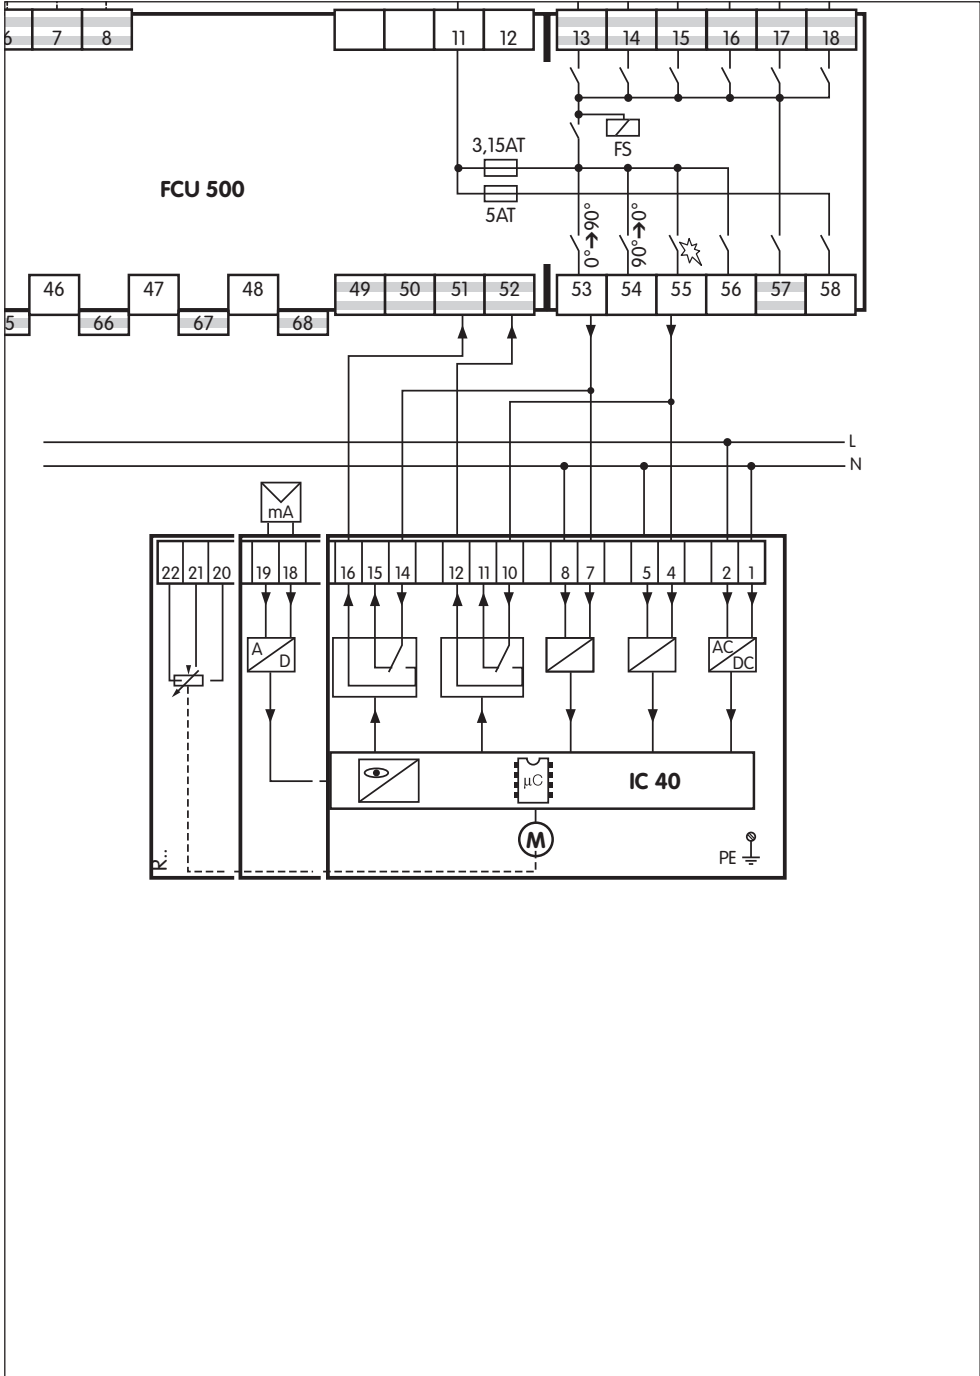 6 7 8 11 12 13 14 15 16 17 18
FS
3,15AT
FCU 500
5AT
0°➔90°
90°➔0°
46 47 48 49 50 51 52 53 54 55 56 57 58
5 66 67 68
L
N
mA
22 21 20 19 18 16 15 14 12 11 10 8 7 5 4 2 1
A
D
AC
DC
µC
IC 40
M
PE
R...